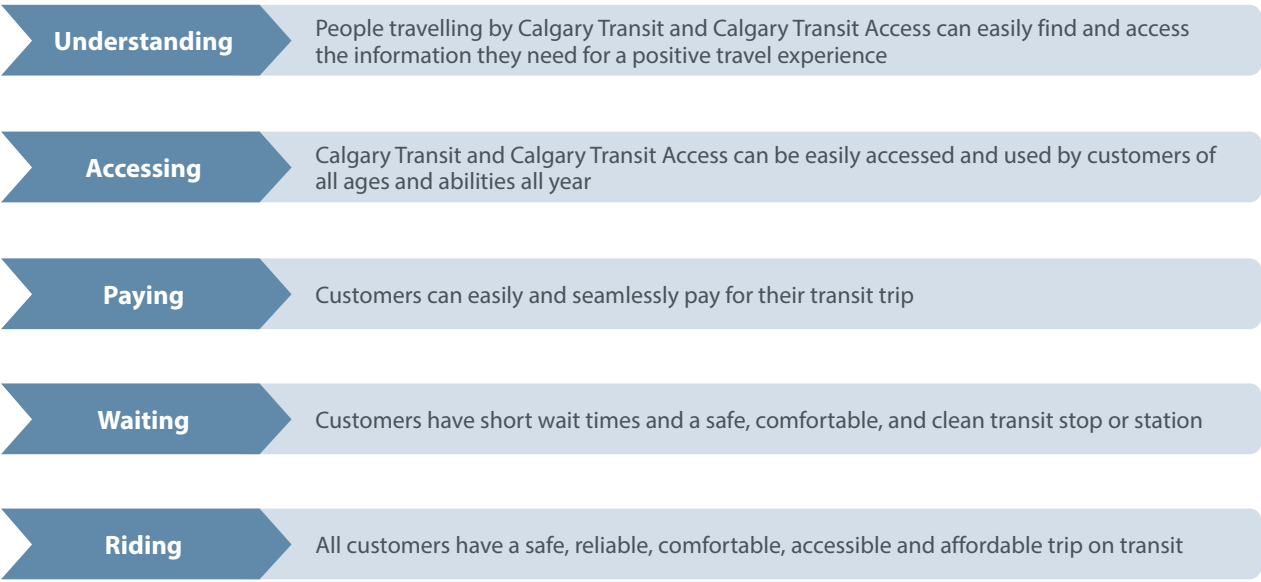 Understanding
People travelling by Calgary Transit and Calgary Transit Access can easily find and access
the information they need for a positive travel experience
Accessing
Calgary Transit and Calgary Transit Access can be easily accessed and used by customers of
all ages and abilities all year
Paying
Customers can easily and seamlessly pay for their transit trip
Waiting
Customers have short wait times and a safe, comfortable, and clean transit stop or station
Riding
All customers have a safe, reliable, comfortable, accessible and affordable trip on transit